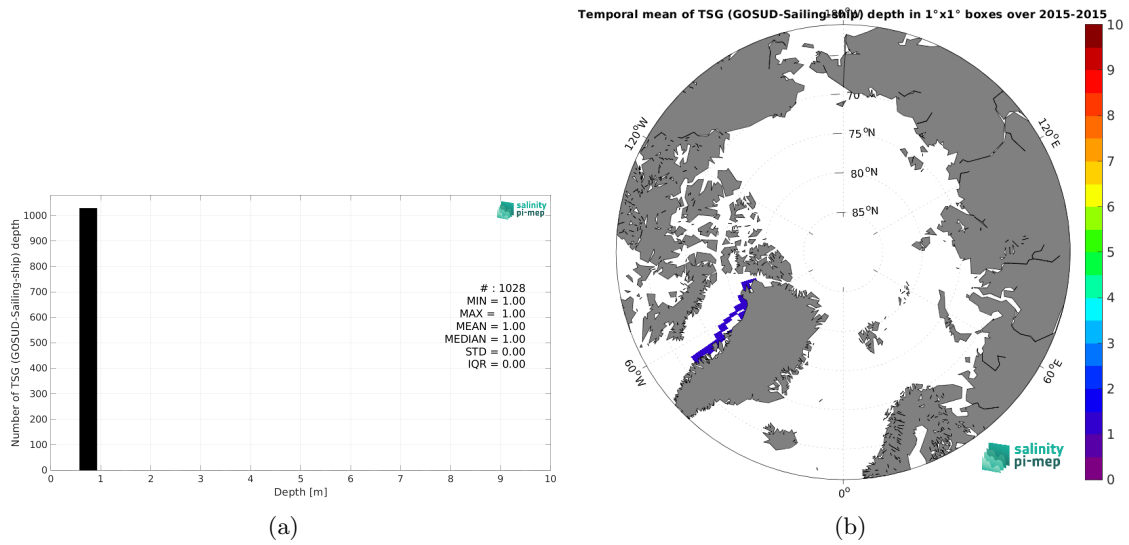 Number of TSG (GOSUD-Sailing-ship) depth
1000
900
800
700
600
500
400
300
200
100
0
0 1 2 3 4 5 6 7 8 9 10
Depth [m]
salinity
pi-mep
# : 1028
MIN = 1.00
MAX = 1.00
MEAN = 1.00
MEDIAN = 1.00
STD = 0.00
IQR = 0.00
(a)
Temporal mean of TSG (GOSUD-Sailing-ship) depth in 1°x1° boxes over 2015-2015
120°W
70
75°N
80°N
85°N
120°E
60°W
60°E
0°
salinity
pi-mep
10
9
8
7
6
5
4
3
2
1
0
(b)